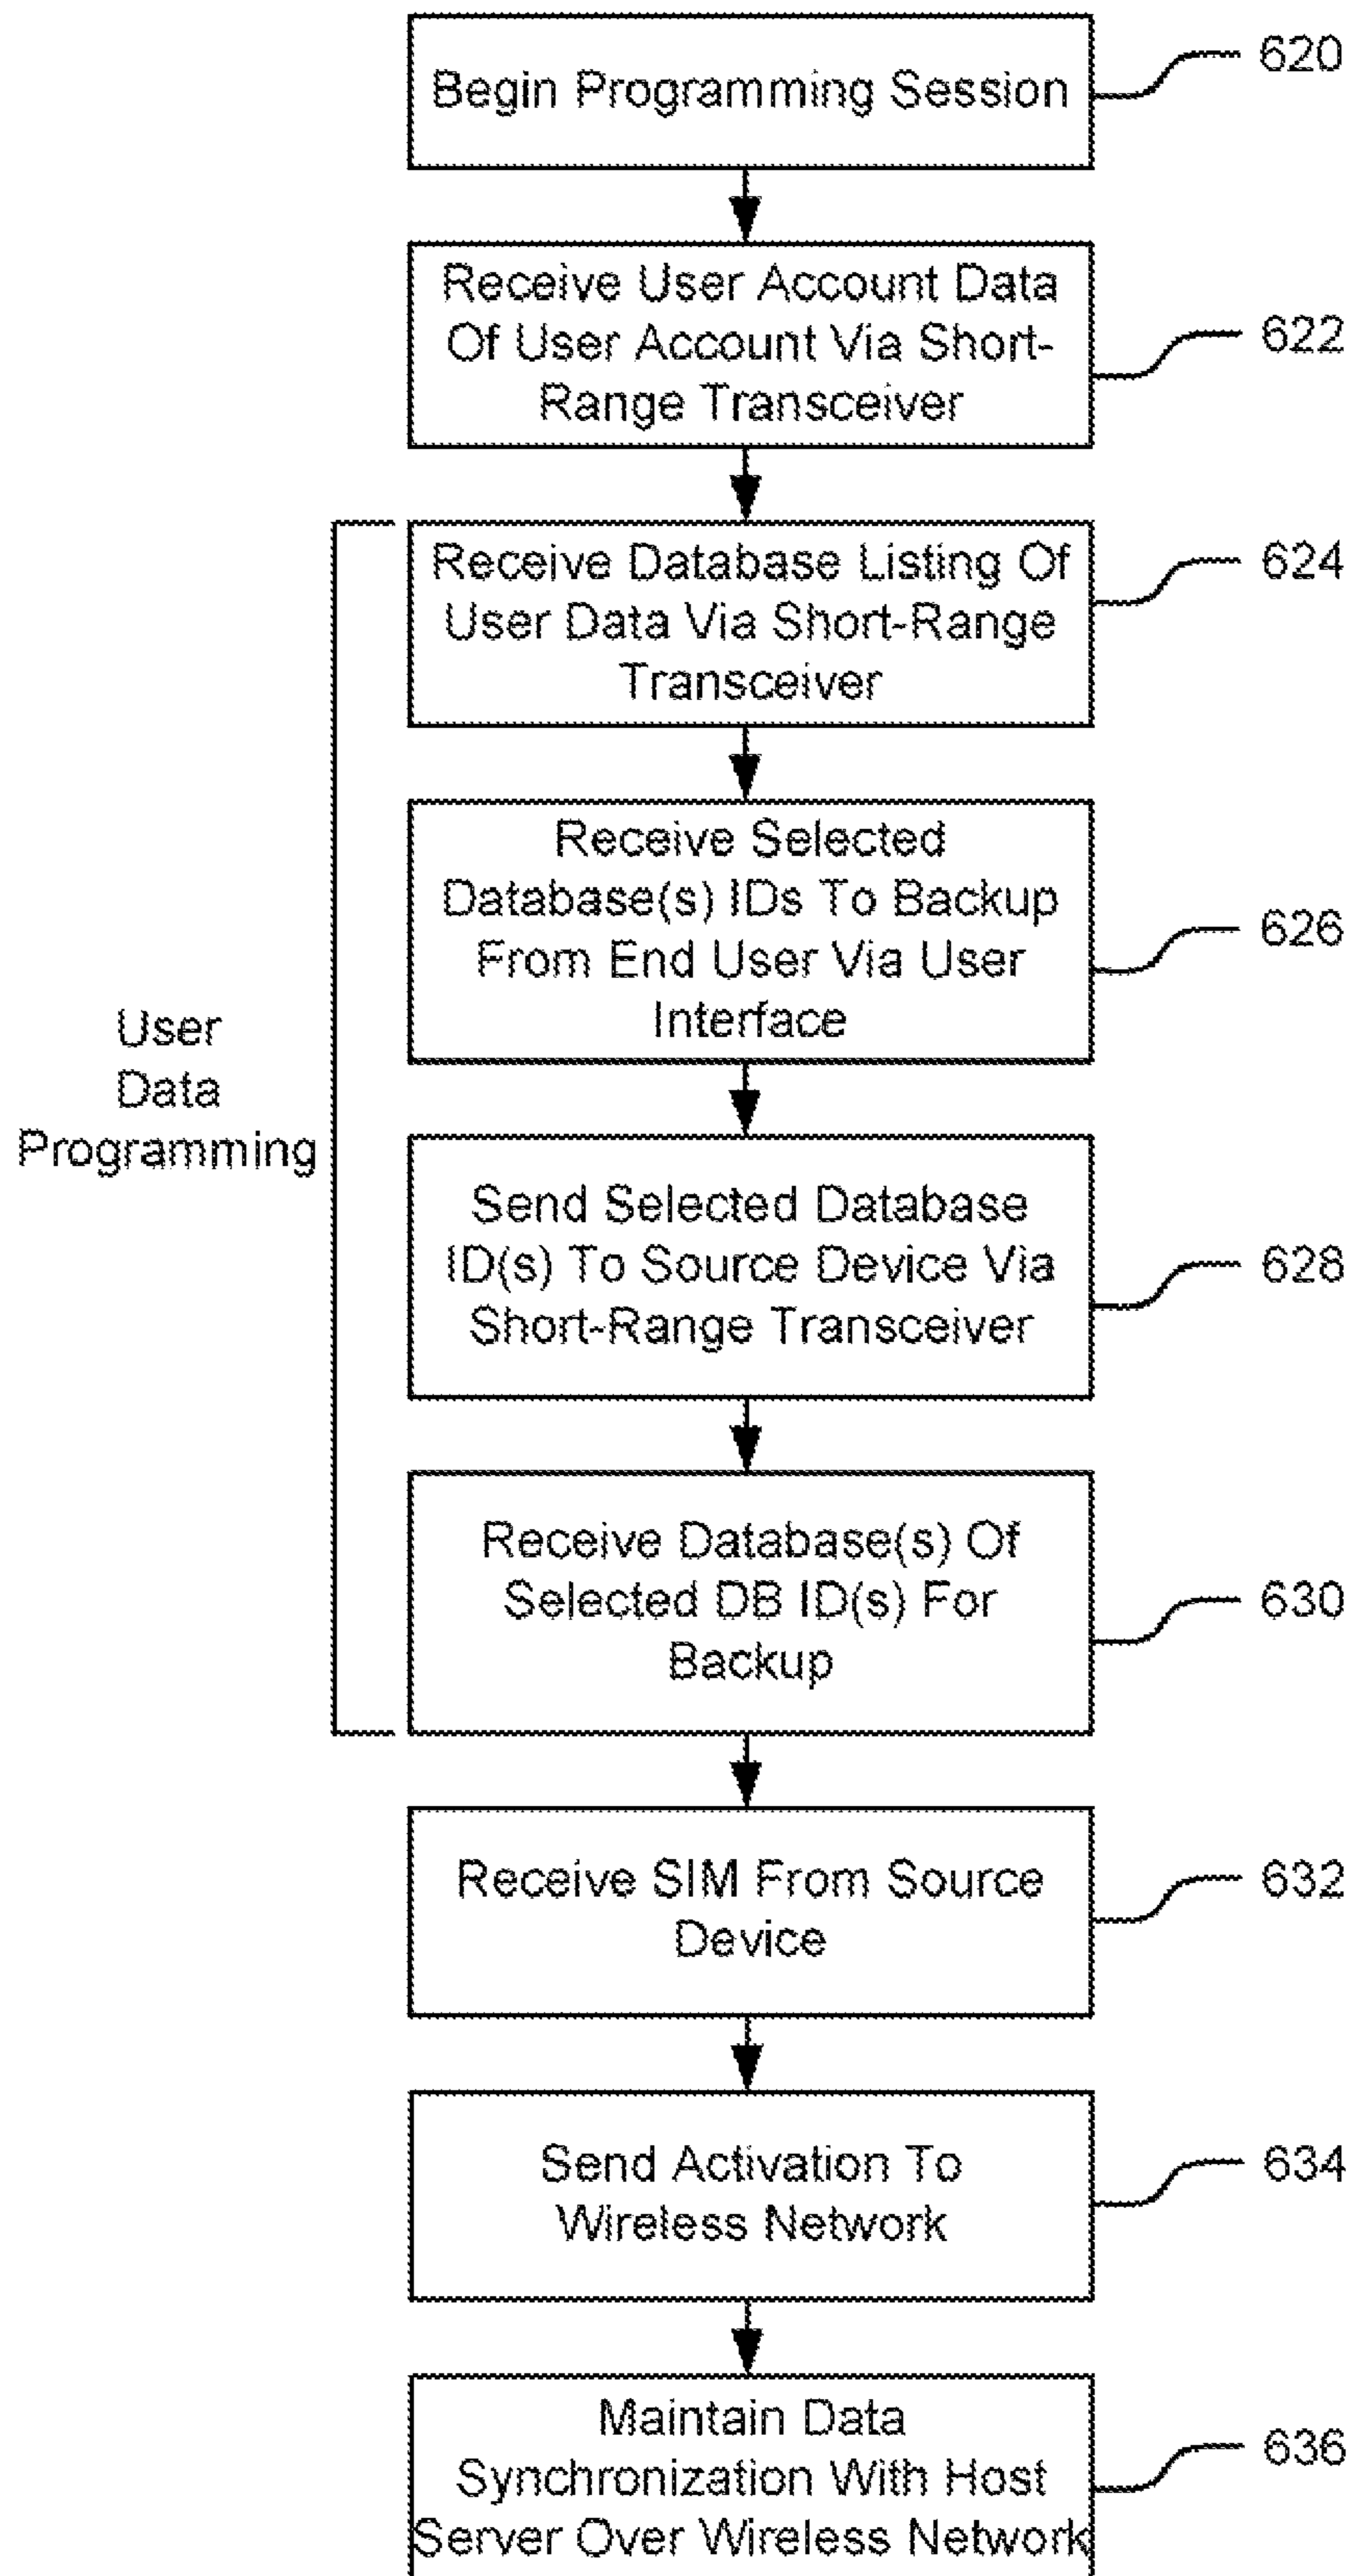 Begin Programming Session
620
Receive User Account Data
Of User Account Via Short-
Range Transceiver
622
Receive Database Listing Of
User Data Via Short-Range
Transceiver
624
Receive Selected
Database(s) IDs To Backup
From End User Via User
Interface
626
User
Data
Programming
Send Selected Database
ID(s) To Source Device Via
Short-Range Transceiver
628
Receive Database(s) Of
Selected DB ID(s) For
Backup
630
Receive SIM From Source
Device
632
Send Activation To
Wireless Network
634
Maintain Data
Synchronization With Host
Server Over Wireless Network
636